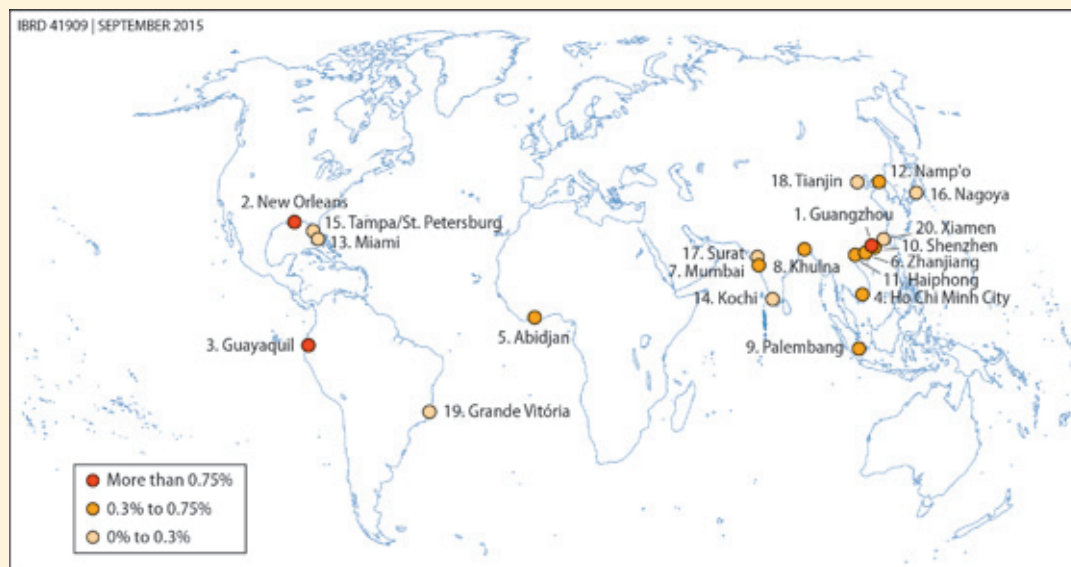 IBRD 41909 | SEPTEMBER 2015
12. Namp'o
18. Tianjin
16. Nagoya
2. New Orleans
1. Guangzhou
15. Tampa/St. Petersburg
20. Xiamen
13. Miami
10. Shenzhen
17. Surat
6. Zhanjiang
7. Mumbai
8. Khulna
11. Haiphong
14. Kochi
4. Ho Chi Minh City
5. Abidjan
3. Guayaquil
9. Palembang
19. Grande Vitória
More than 0.75%
0.3% to 0.75%
0% to 0.3%